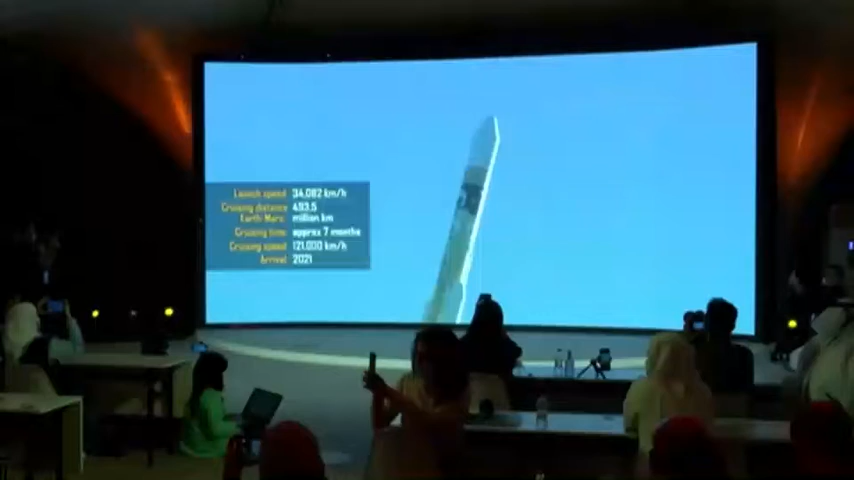 Launch speed 34,082 km/h
Cruising distance 493.5
Earth-Mars: million km
Cruising time: approx 7 months
Cruising speed 121,000 km/h
Arrival 2021